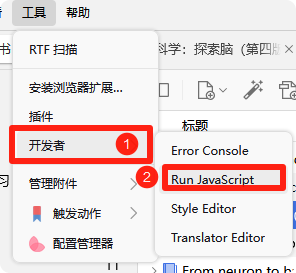 工具
助
RTF 扫描
书
科学：探索脑（第四版
安装浏览器扩展...
插件
标题
开发者
1
Error Console
2
Run JavaScript
习
管理附件
触发动作
Style Editor
配置管理器
Translator Editor
From neuron to b